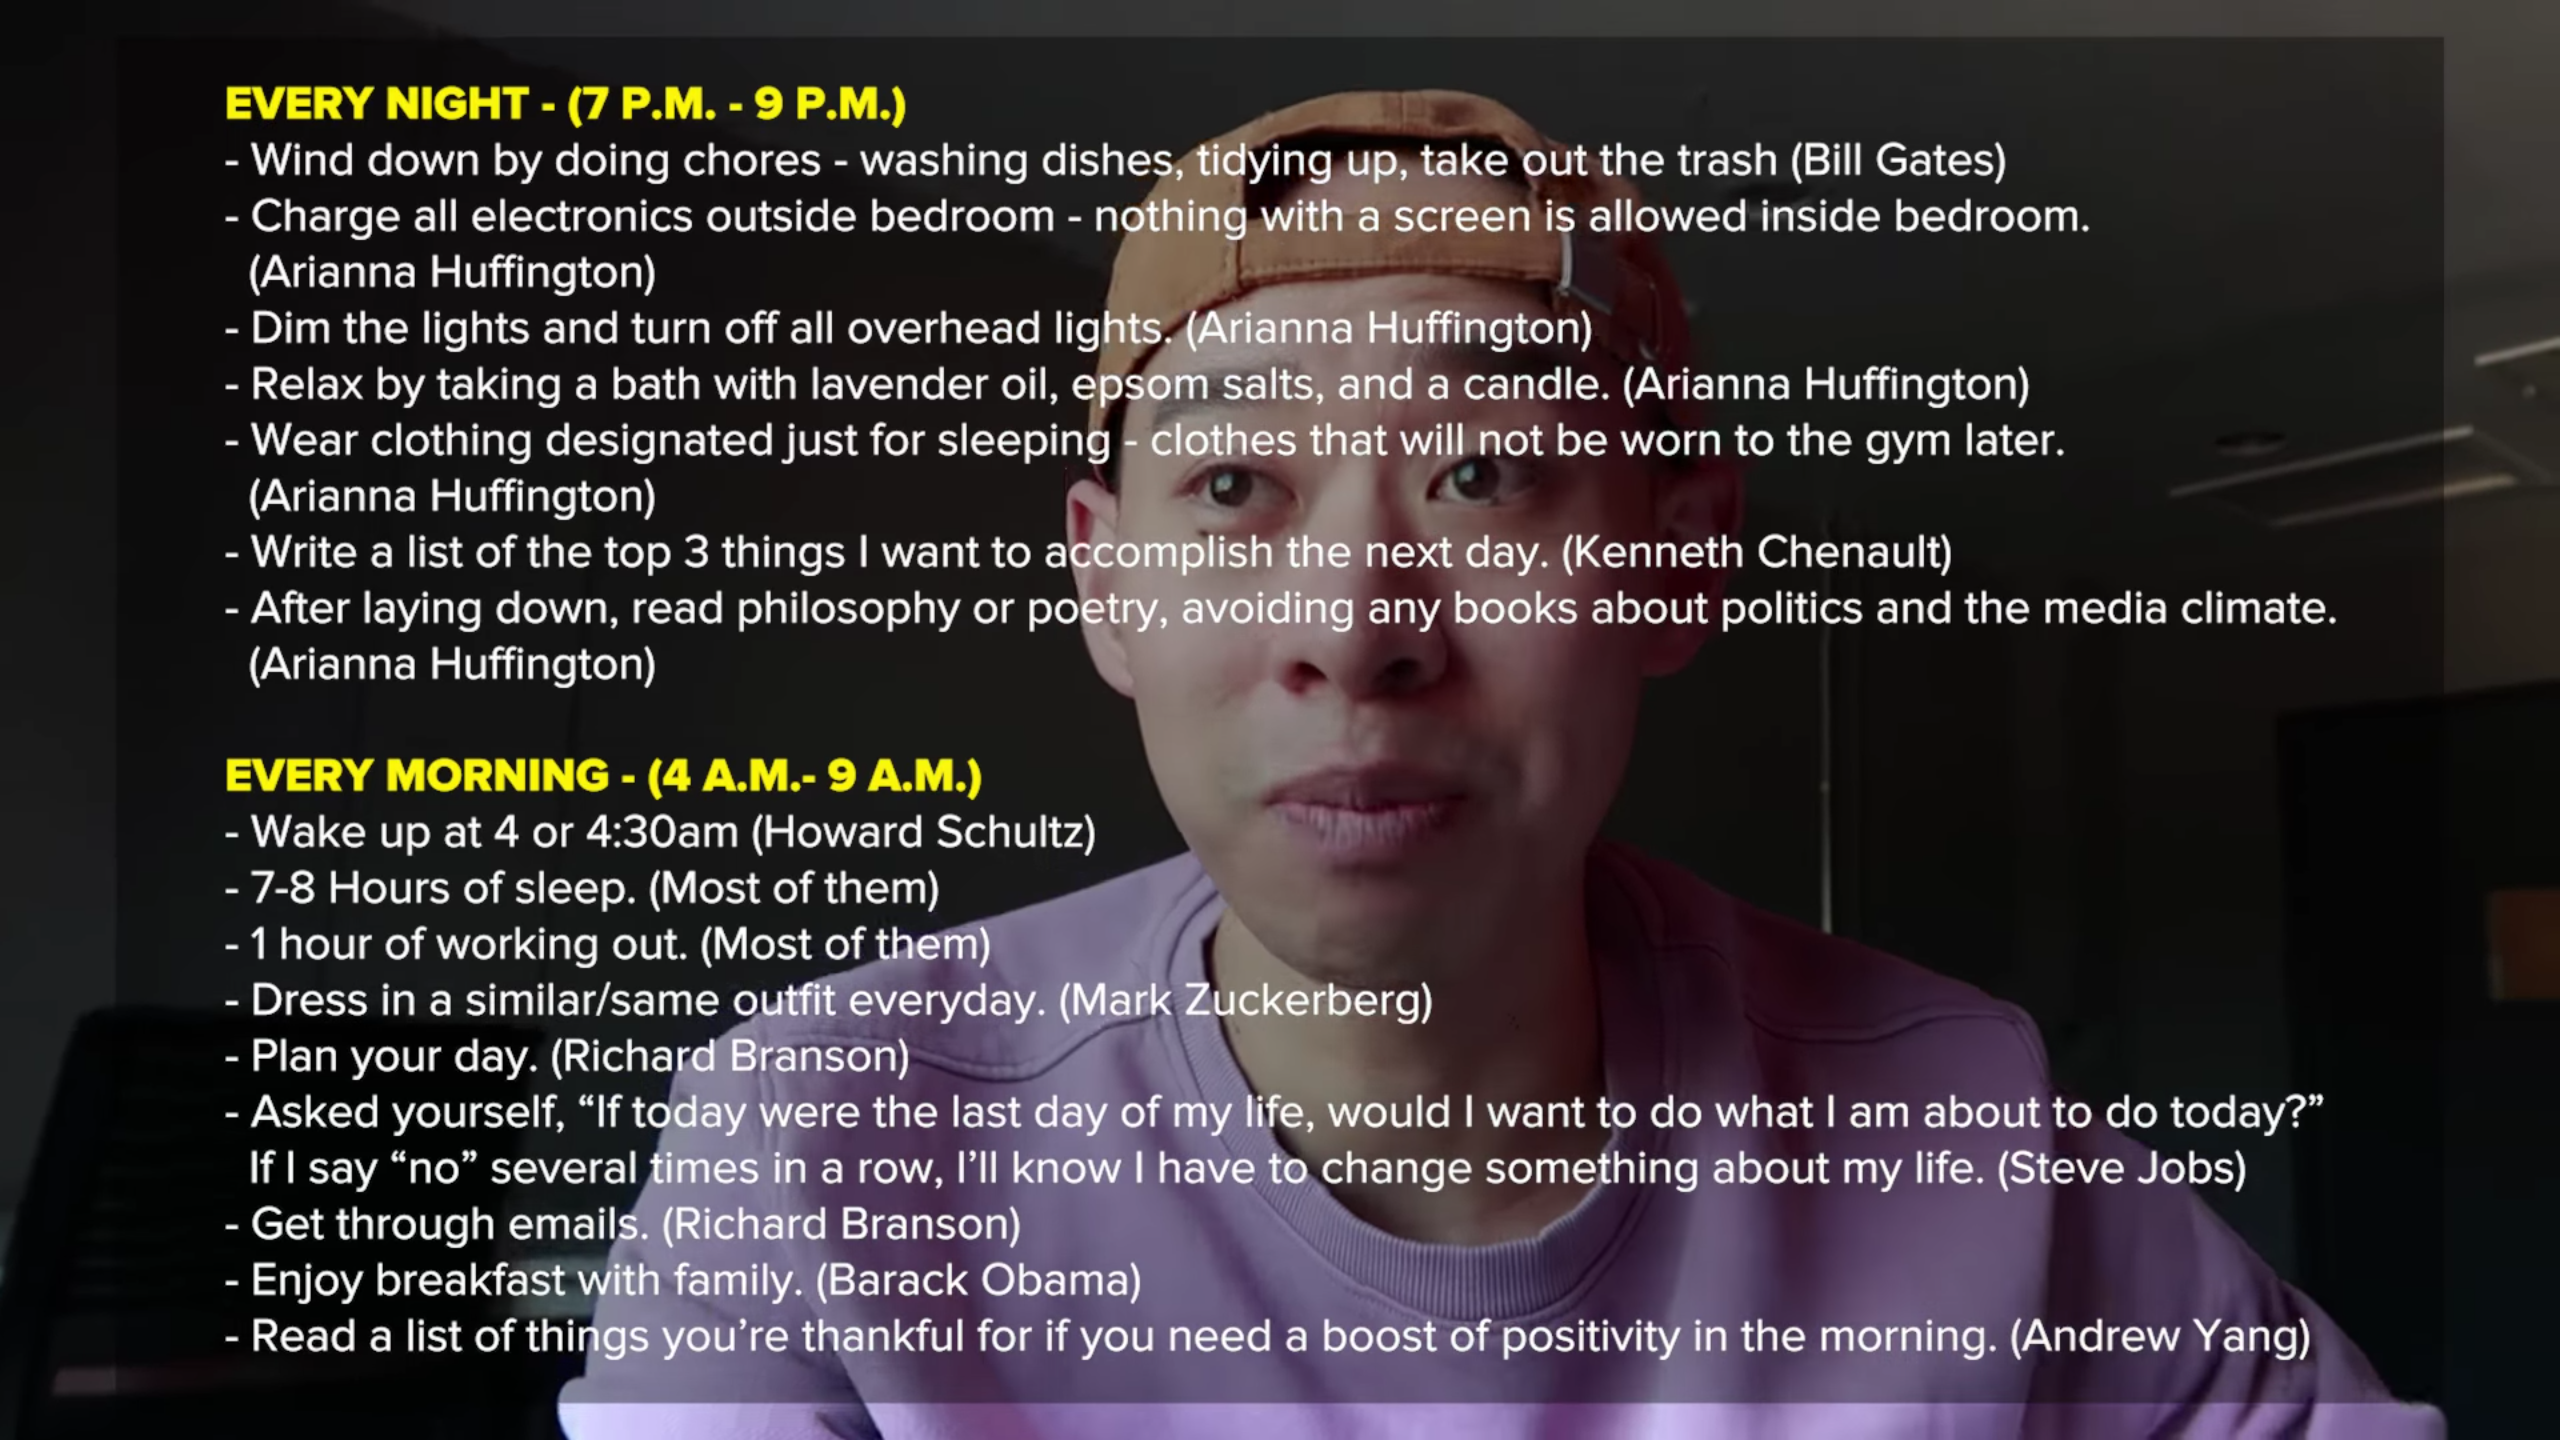 EVERY NIGHT - (7 P.M. - 9 P.M.)
- Wind down by doing chores - washing dishes, tidying up, take out the trash (Bill Gates)
- Charge all electronics outside bedroom - nothing with a screen is allowed inside bedroom.
(Arianna Huffington)
- Dim the lights and turn off all overhead lights. (Arianna Huffington)
- Relax by taking a bath with lavender oil, epsom salts, and a candle. (Arianna Huffington)
- Wear clothing designated just for sleeping - clothes that will not be worn to the gym later.
(Arianna Huffington)
- Write a list of the top 3 things I want to accomplish the next day. (Kenneth Chenault)
- After laying down, read philosophy or poetry, avoiding any books about politics and the media climate.
(Arianna Huffington)
EVERY MORNING - (4 A.M.- 9 A.M.)
- Wake up at 4 or 4:30am (Howard Schultz)
- 7-8 Hours of sleep. (Most of them)
- 1 hour of working out. (Most of them)
- Dress in a similar/same outfit everyday. (Mark Zuckerberg)
- Plan your day. (Richard Branson)
- Asked yourself, “If today were the last day of my life, would I want to do what I am about to do today?”
If I say “no” several times in a row, I’ll know I have to change something about my life. (Steve Jobs)
- Get through emails. (Richard Branson)
- Enjoy breakfast with family. (Barack Obama)
- Read a list of things you’re thankful for if you need a boost of positivity in the morning. (Andrew Yang)